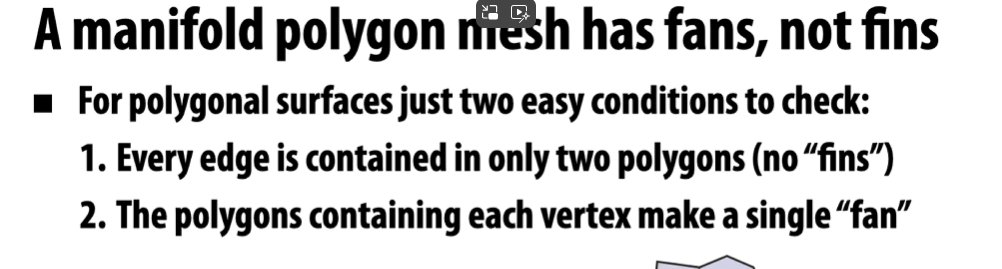 A manifold polygon mesh has fans, not fins
■ For polygonal surfaces just two easy conditions to check:
1. Every edge is contained in only two polygons (no “fins”)
2. The polygons containing each vertex make a single “fan”